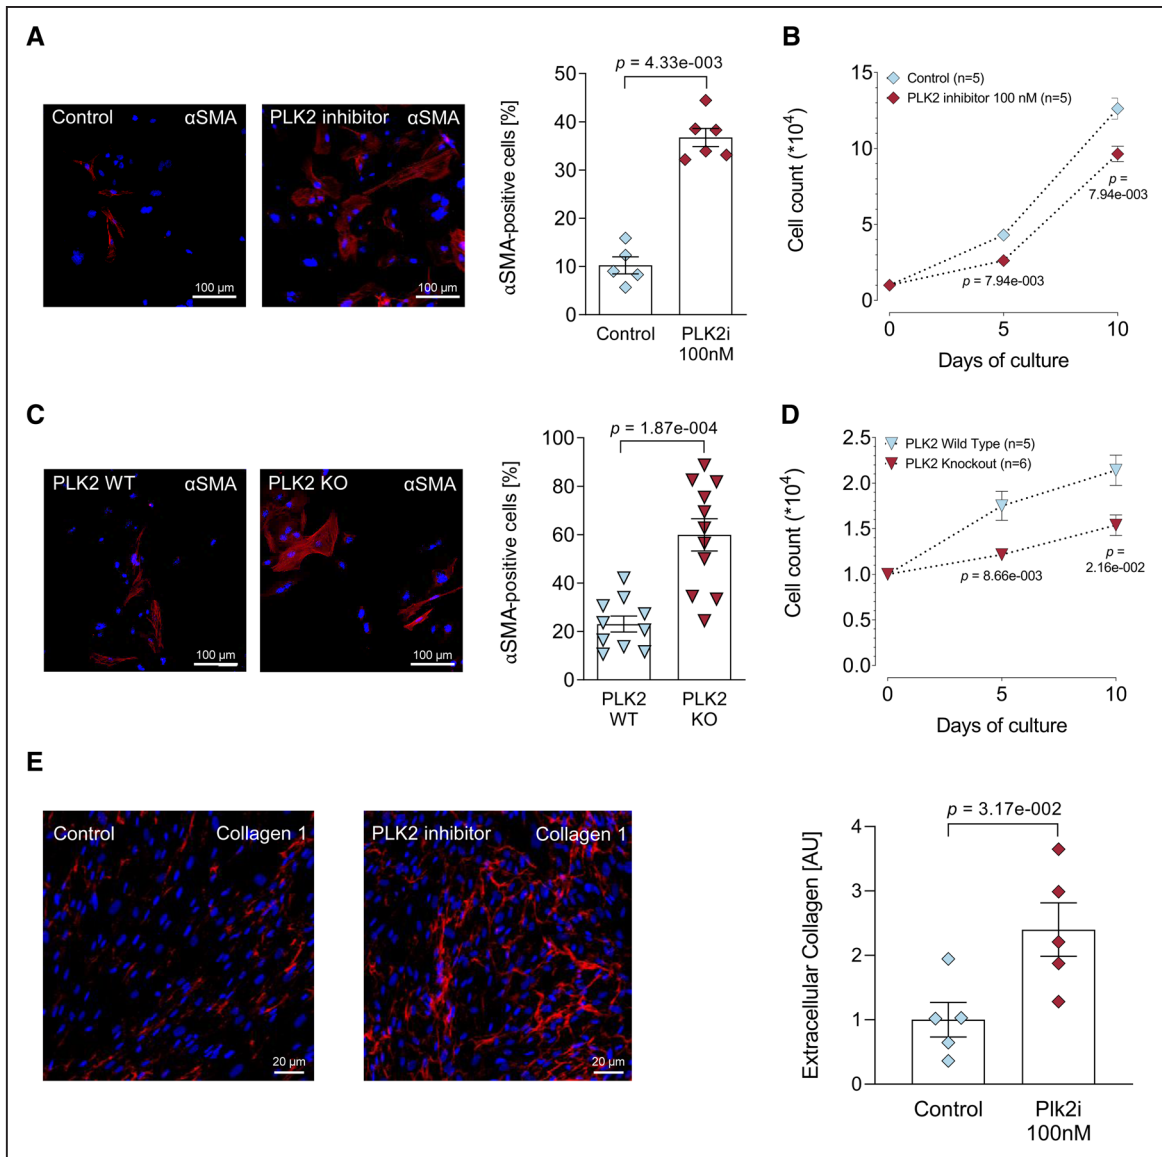 A
Control αSMA
100 µm
PLK2 inhibitor αSMA
100 µm
αSMA-positive cells [%]
50
40
30
20
10
0
p = 4.33e-003
Control
PLK2i
100nM
B
Cell count (*10⁴)
15
10
5
0
Control (n=5)
PLK2 inhibitor 100 nM (n=5)
p = 7.94e-003
p =
7.94e-003
0 5 10
Days of culture
C
PLK2 WT αSMA
100 µm
PLK2 KO αSMA
100 µm
αSMA-positive cells [%]
100
80
60
40
20
0
p = 1.87e-004
PLK2
WT
PLK2
KO
D
Cell count (*10⁴)
2.5
2.0
1.5
1.0
0.5
0.0
PLK2 Wild Type (n=5)
PLK2 Knockout (n=6)
p = 8.66e-003
p =
2.16e-002
0 5 10
Days of culture
E
Control Collagen 1
20 µm
PLK2 inhibitor Collagen 1
20 µm
Extracellular Collagen [AU]
4
3
2
1
0
p = 3.17e-002
Control
Plk2i
100nM